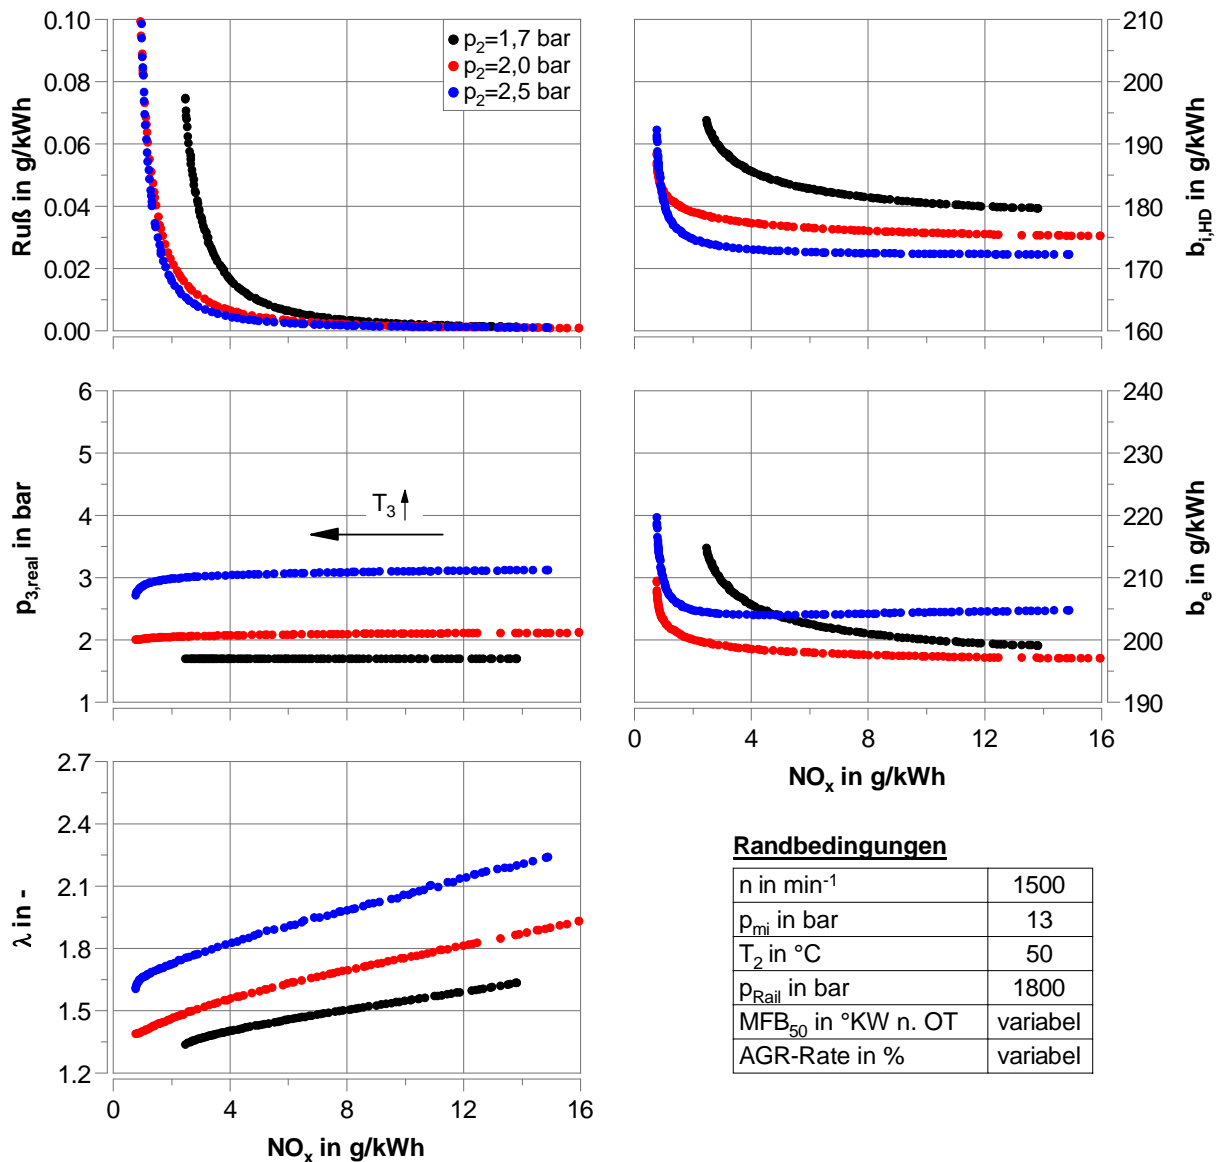 0.10
0.08
0.06
0.04
0.02
0.00
Ruß in g/kWh
p₂=1,7 bar
p₂=2,0 bar
p₂=2,5 bar
210
200
190
180
170
160
b_i,HD in g/kWh
6
5
4
3
2
1
p_3,real in bar
T₃
240
230
220
210
200
190
b_e in g/kWh
0 4 8 12 16
NOₓ in g/kWh
2.7
2.4
2.1
1.8
1.5
1.2
λ in -
0 4 8 12 16
NOₓ in g/kWh
Randbedingungen
n in min⁻¹ 1500
p_mi in bar 13
T₂ in °C 50
p_Rail in bar 1800
MFB₅₀ in °KW n. OT variabel
AGR-Rate in % variabel